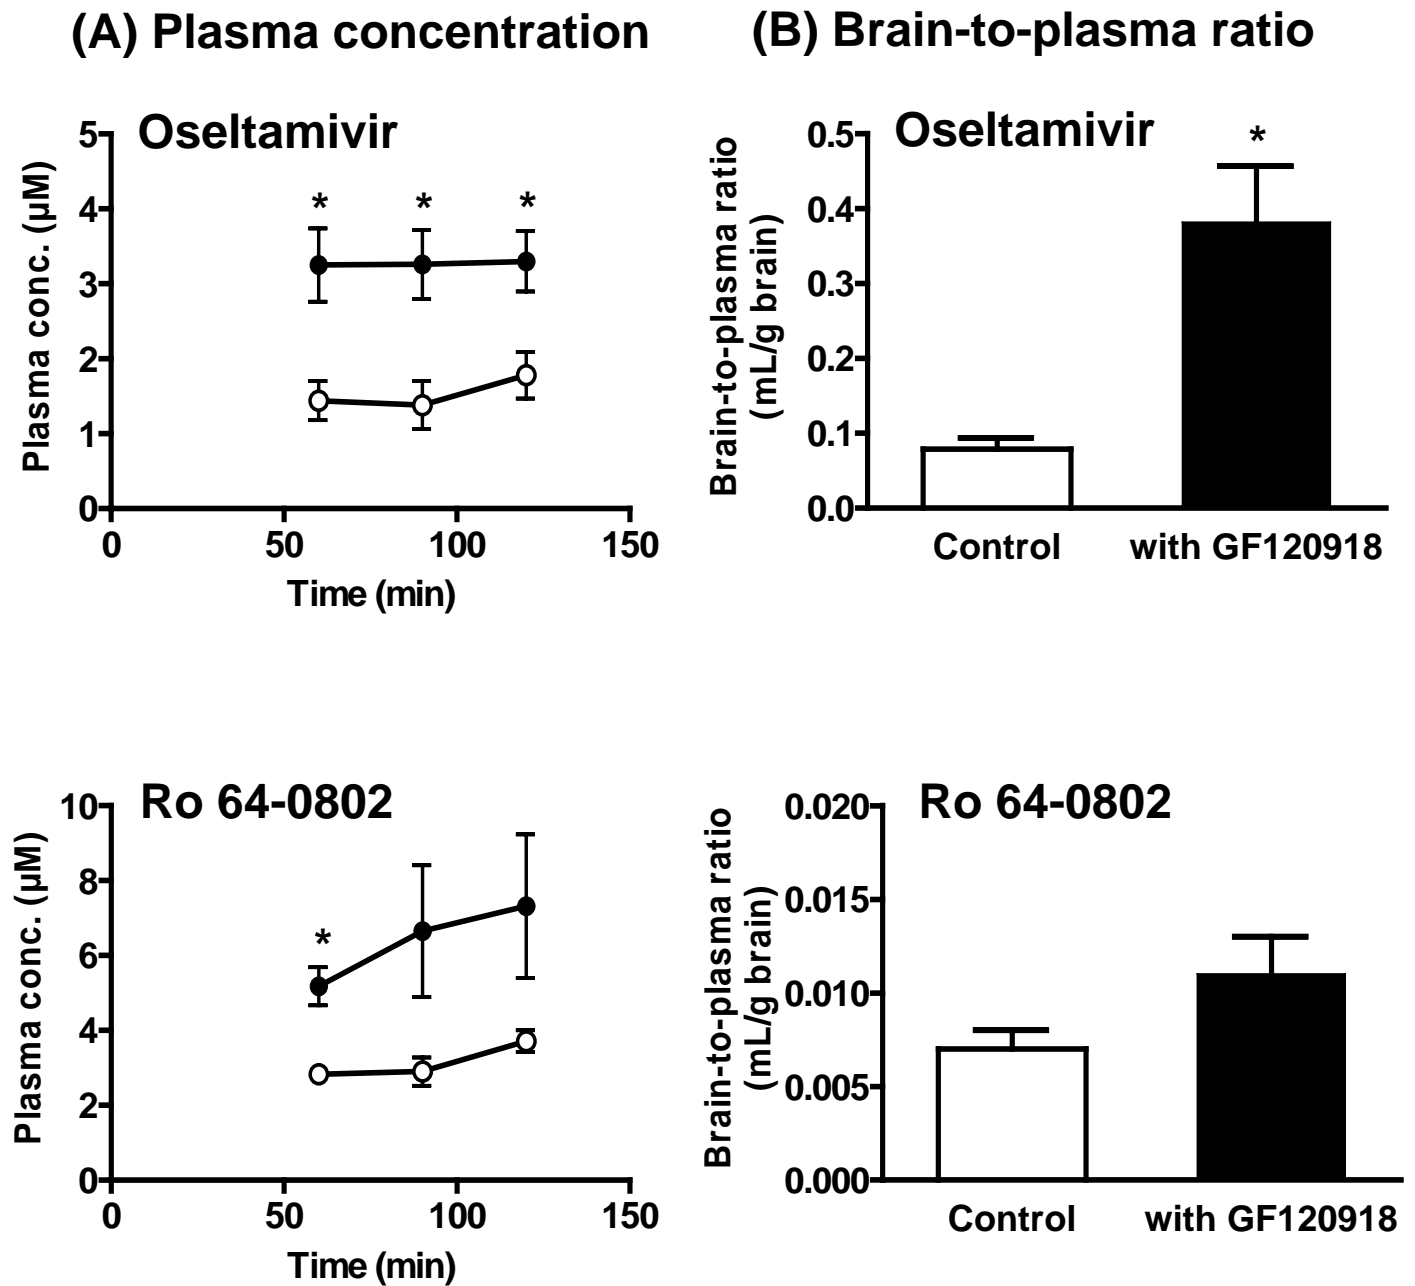 (A) Plasma concentration
(B) Brain-to-plasma ratio
Oseltamivir
Plasma conc. (μM)
5
4
3
2
1
0
* * *
0 50 100 150
Time (min)
Oseltamivir
Brain-to-plasma ratio
(mL/g brain)
0.5
0.4
0.3
0.2
0.1
0.0
*
Control with GF120918
Ro 64-0802
Plasma conc. (μM)
10
8
6
4
2
0
*
0 50 100 150
Time (min)
Ro 64-0802
Brain-to-plasma ratio
(mL/g brain)
0.020
0.015
0.010
0.005
0.000
Control with GF120918